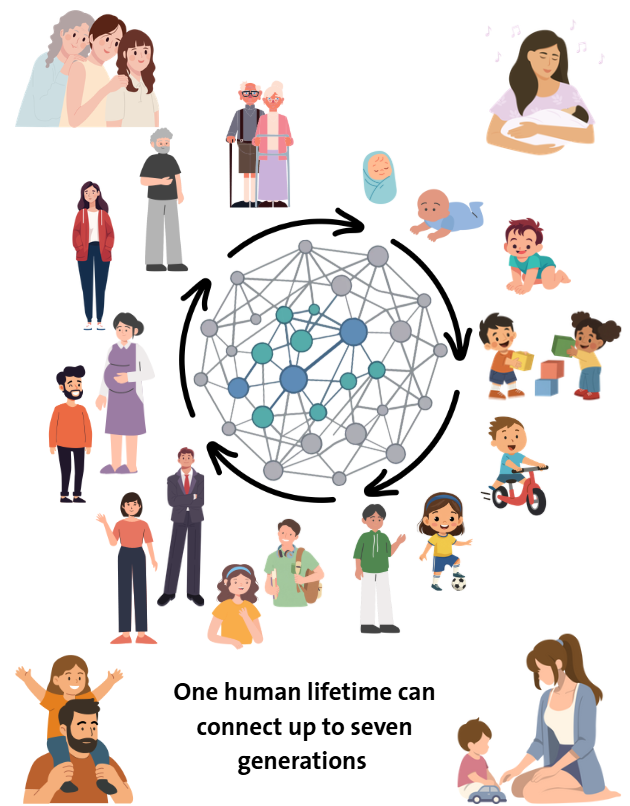 One human lifetime can
connect up to seven
generations